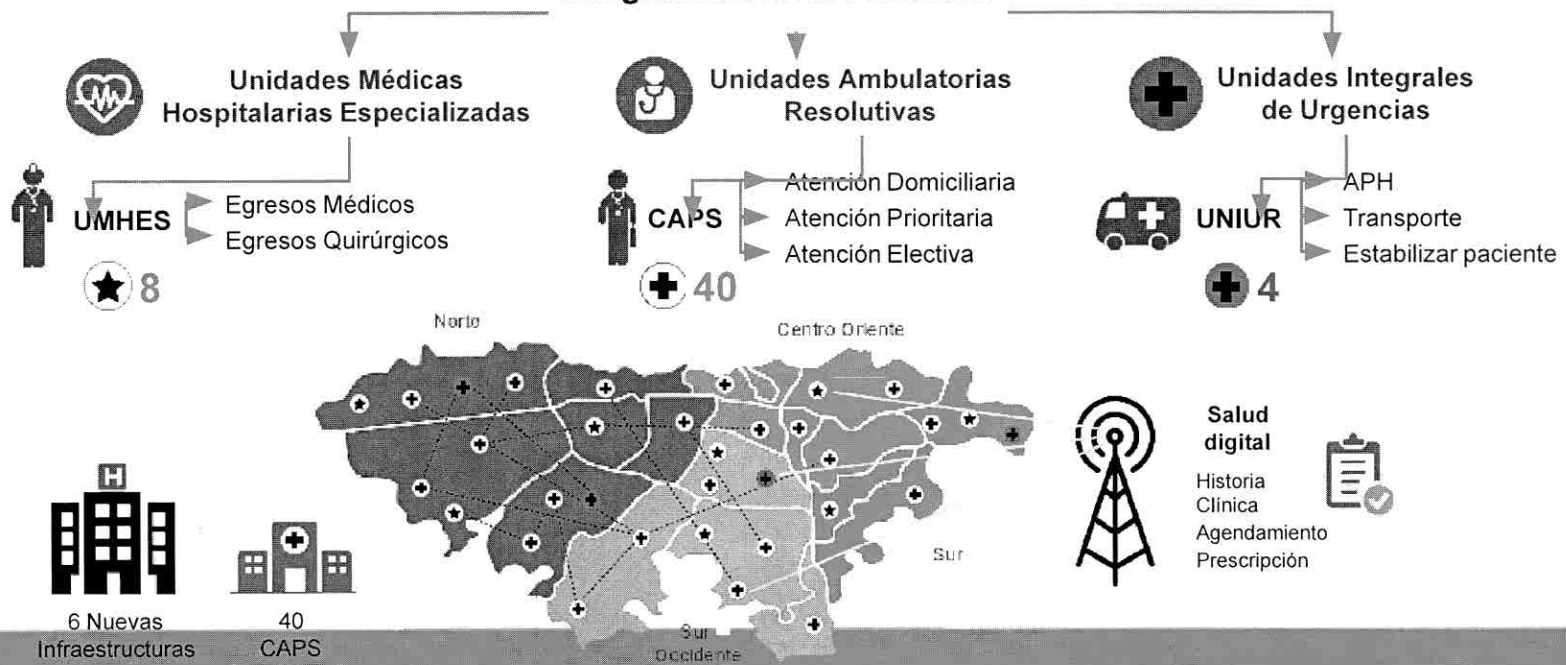 Unidades Médicas
Hospitalarias Especializadas
Unidades Ambulatorias
Resolutivas
Unidades Integrales
de Urgencias
UMHES
Egresos Médicos
Egresos Quirúrgicos
8
CAPS
Atención Domiciliaria
Atención Prioritaria
Atención Electiva
40
UNIUR
APH
Transporte
Estabilizar paciente
4
Norte
Centro Oriente
Sur
Sur
Occidente
H
6 Nuevas
Infraestructuras
40
CAPS
Salud
digital
Historia
Clínica
Agendamiento
Prescripción